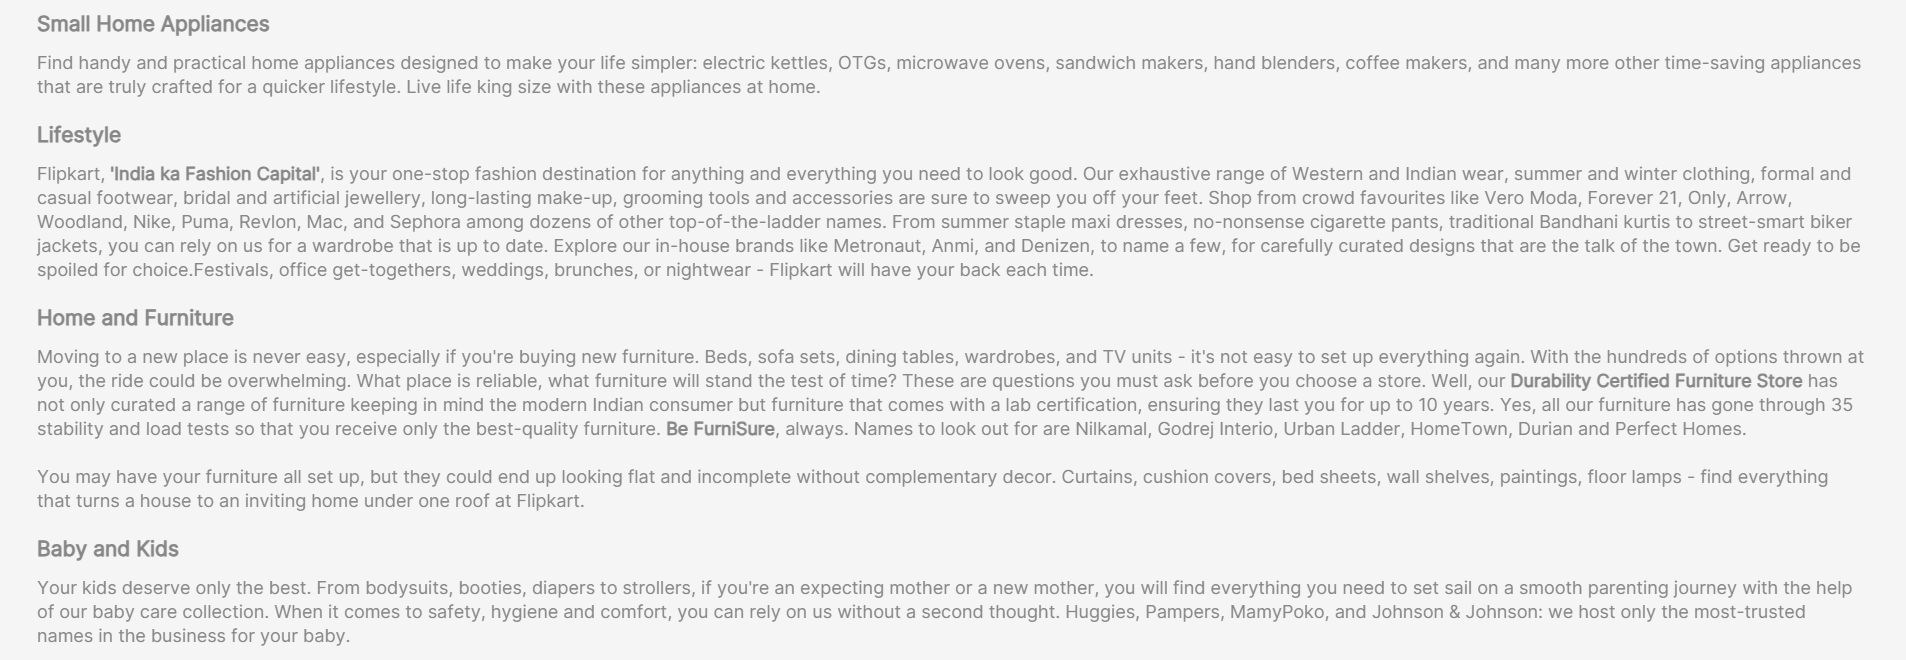 Small Home Appliances
Find handy and practical home appliances designed to make your life simpler: electric kettles, OTGs, microwave ovens, sandwich makers, hand blenders, coffee makers, and many more other time-saving appliances
that are truly crafted for a quicker lifestyle. Live life king size with these appliances at home.
Lifestyle
Flipkart, 'India ka Fashion Capital', is your one-stop fashion destination for anything and everything you need to look good. Our exhaustive range of Western and Indian wear, summer and winter clothing, formal and
casual footwear, bridal and artificial jewellery, long-lasting make-up, grooming tools and accessories are sure to sweep you off your feet. Shop from crowd favourites like Vero Moda, Forever 21, Only, Arrow,
Woodland, Nike, Puma, Revlon, Mac, and Sephora among dozens of other top-of-the-ladder names. From summer staple maxi dresses, no-nonsense cigarette pants, traditional Bandhani kurtis to street-smart biker
jackets, you can rely on us for a wardrobe that is up to date. Explore our in-house brands like Metronaut, Anmi, and Denizen, to name a few, for carefully curated designs that are the talk of the town. Get ready to be
spoiled for choice.Festivals, office get-togethers, weddings, brunches, or nightwear - Flipkart will have your back each time.
Home and Furniture
Moving to a new place is never easy, especially if you're buying new furniture. Beds, sofa sets, dining tables, wardrobes, and TV units - it's not easy to set up everything again. With the hundreds of options thrown at
you, the ride could be overwhelming. What place is reliable, what furniture will stand the test of time? These are questions you must ask before you choose a store. Well, our Durability Certified Furniture Store has
not only curated a range of furniture keeping in mind the modern Indian consumer but furniture that comes with a lab certification, ensuring they last you for up to 10 years. Yes, all our furniture has gone through 35
stability and load tests so that you receive only the best-quality furniture. Be FurniSure, always. Names to look out for are Nilkamal, Godrej Interio, Urban Ladder, HomeTown, Durian and Perfect Homes.
You may have your furniture all set up, but they could end up looking flat and incomplete without complementary decor. Curtains, cushion covers, bed sheets, wall shelves, paintings, floor lamps - find everything
that turns a house to an inviting home under one roof at Flipkart.
Baby and Kids
Your kids deserve only the best. From bodysuits, booties, diapers to strollers, if you're an expecting mother or a new mother, you will find everything you need to set sail on a smooth parenting journey with the help
of our baby care collection. When it comes to safety, hygiene and comfort, you can rely on us without a second thought. Huggies, Pampers, MamyPoko, and Johnson & Johnson: we host only the most-trusted
names in the business for your baby.